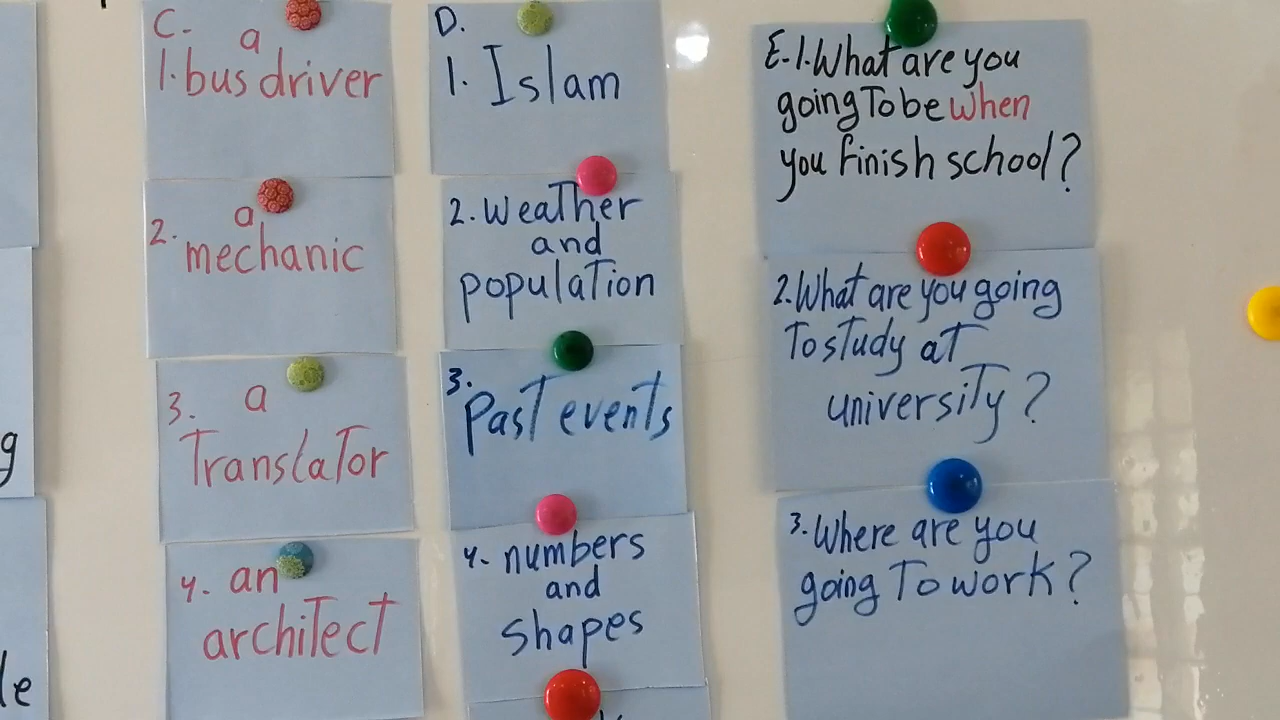 C.
a
1. bus driver
2. a
mechanic
3. a
Translator
4. an
architect
D.
1. Islam
2. weather
and
population
3. Past events
4. numbers
and
shapes
E. 1. What are you
going to be when
you finish school?
2. What are you going
to study at
university?
3. Where are you
going to work?
g
le